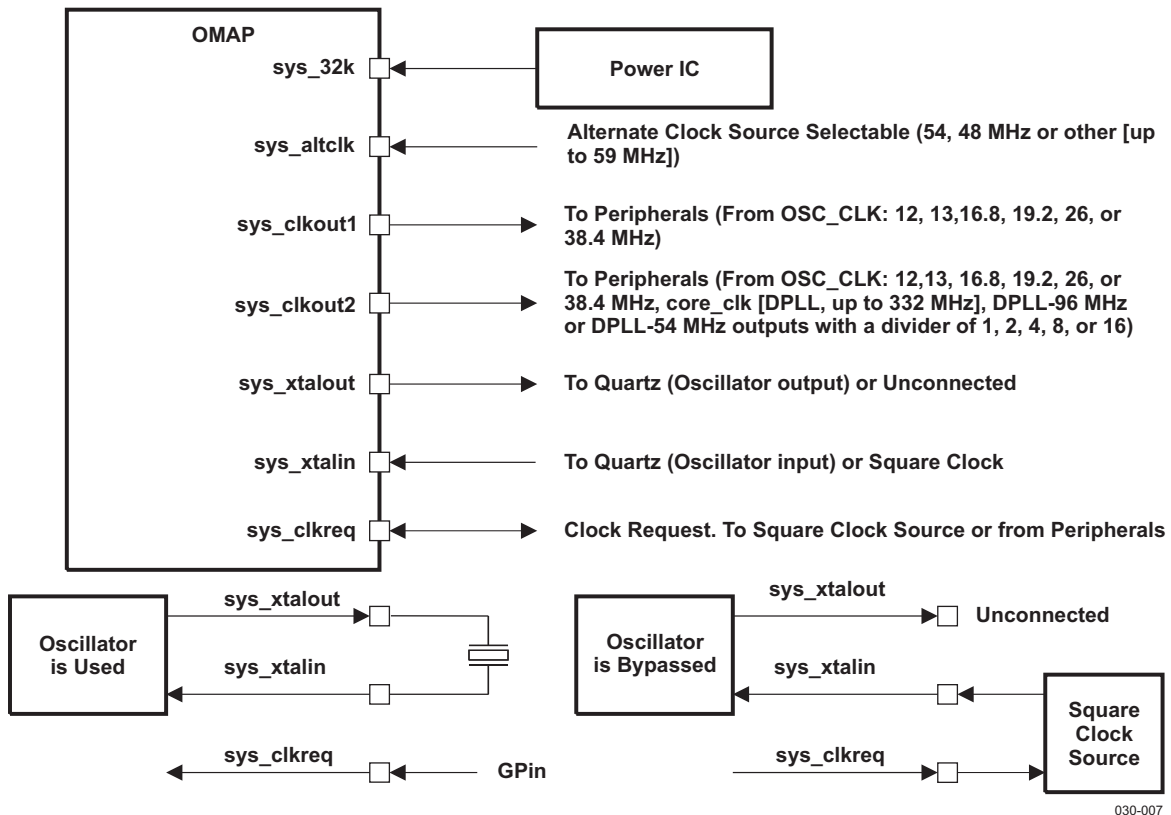 OMAP
sys_32k
Power IC
sys_altclk
Alternate Clock Source Selectable (54, 48 MHz or other [up
to 59 MHz])
sys_clkout1
To Peripherals (From OSC_CLK: 12, 13,16.8, 19.2, 26, or
38.4 MHz)
sys_clkout2
To Peripherals (From OSC_CLK: 12,13, 16.8, 19.2, 26, or
38.4 MHz, core_clk [DPLL, up to 332 MHz], DPLL-96 MHz
or DPLL-54 MHz outputs with a divider of 1, 2, 4, 8, or 16)
sys_xtalout
To Quartz (Oscillator output) or Unconnected
sys_xtalin
To Quartz (Oscillator input) or Square Clock
sys_clkreq
Clock Request. To Square Clock Source or from Peripherals
Oscillator
is Used
sys_xtalout
sys_xtalin
sys_clkreq
GPin
Oscillator
is Bypassed
sys_xtalout
Unconnected
sys_xtalin
sys_clkreq
Square
Clock
Source
030-007